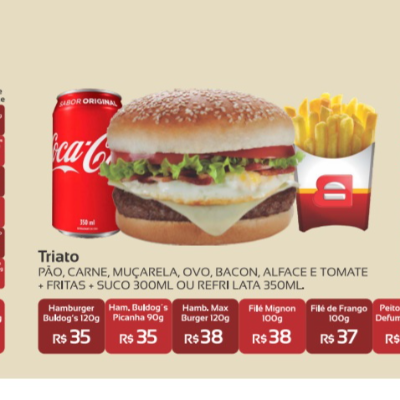 SABOR ORIGINAL
Coca-C
350 ml
Triato
PÃO, CARNE, MUÇARELA, OVO, BACON, ALFACE E TOMATE
+ FRITAS + SUCO 300ML OU REFRI LATA 350ML.
Hamburger Buldog's 120g R$ 35
Ham. Buldog's Picanha 90g R$ 35
Hamb. Max Burger 120g R$ 38
Filé Mignon 100g R$ 38
Filé de Frango 100g R$ 37
Peito Defum R$